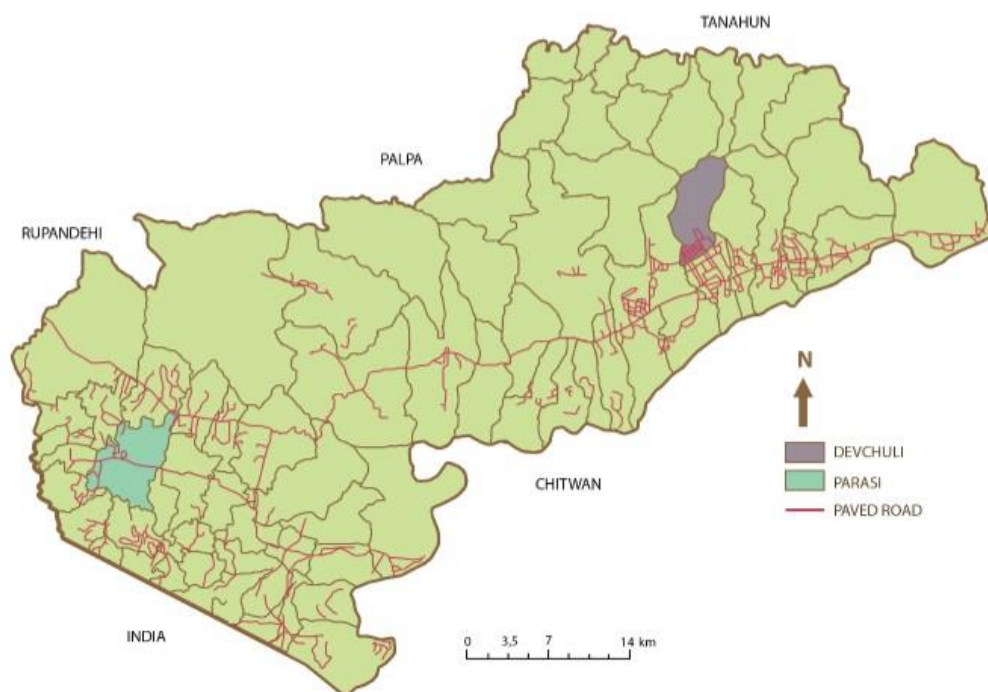 TANAHUN
PALPA
RUPANDEHI
N
DEVCHULI
PARASI
PAVED ROAD
CHITWAN
INDIA
0 3,5 7 14 km